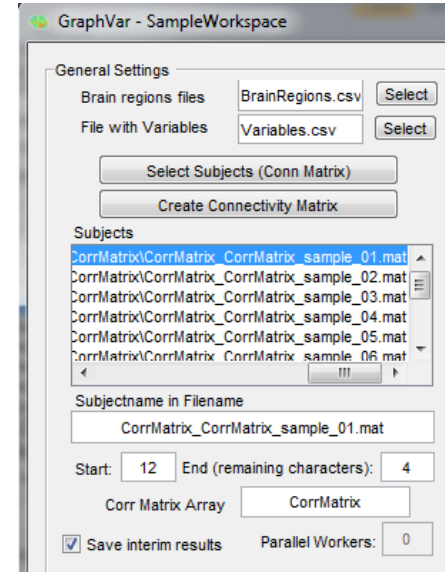 GraphVar - SampleWorkspace
General Settings
Brain regions files BrainRegions.csv Select
File with Variables Variables.csv Select
Select Subjects (Conn Matrix)
Create Connectivity Matrix
Subjects
CorrMatrix\CorrMatrix_CorrMatrix_sample_01.mat
CorrMatrix\CorrMatrix_CorrMatrix_sample_02.mat
CorrMatrix\CorrMatrix_CorrMatrix_sample_03.mat
CorrMatrix\CorrMatrix_CorrMatrix_sample_04.mat
CorrMatrix\CorrMatrix_CorrMatrix_sample_05.mat
CorrMatrix\CorrMatrix_CorrMatrix_sample_06.mat
Subjectname in Filename
CorrMatrix_CorrMatrix_sample_01.mat
Start: 12 End (remaining characters): 4
Corr Matrix Array CorrMatrix
Save interim results Parallel Workers: 0